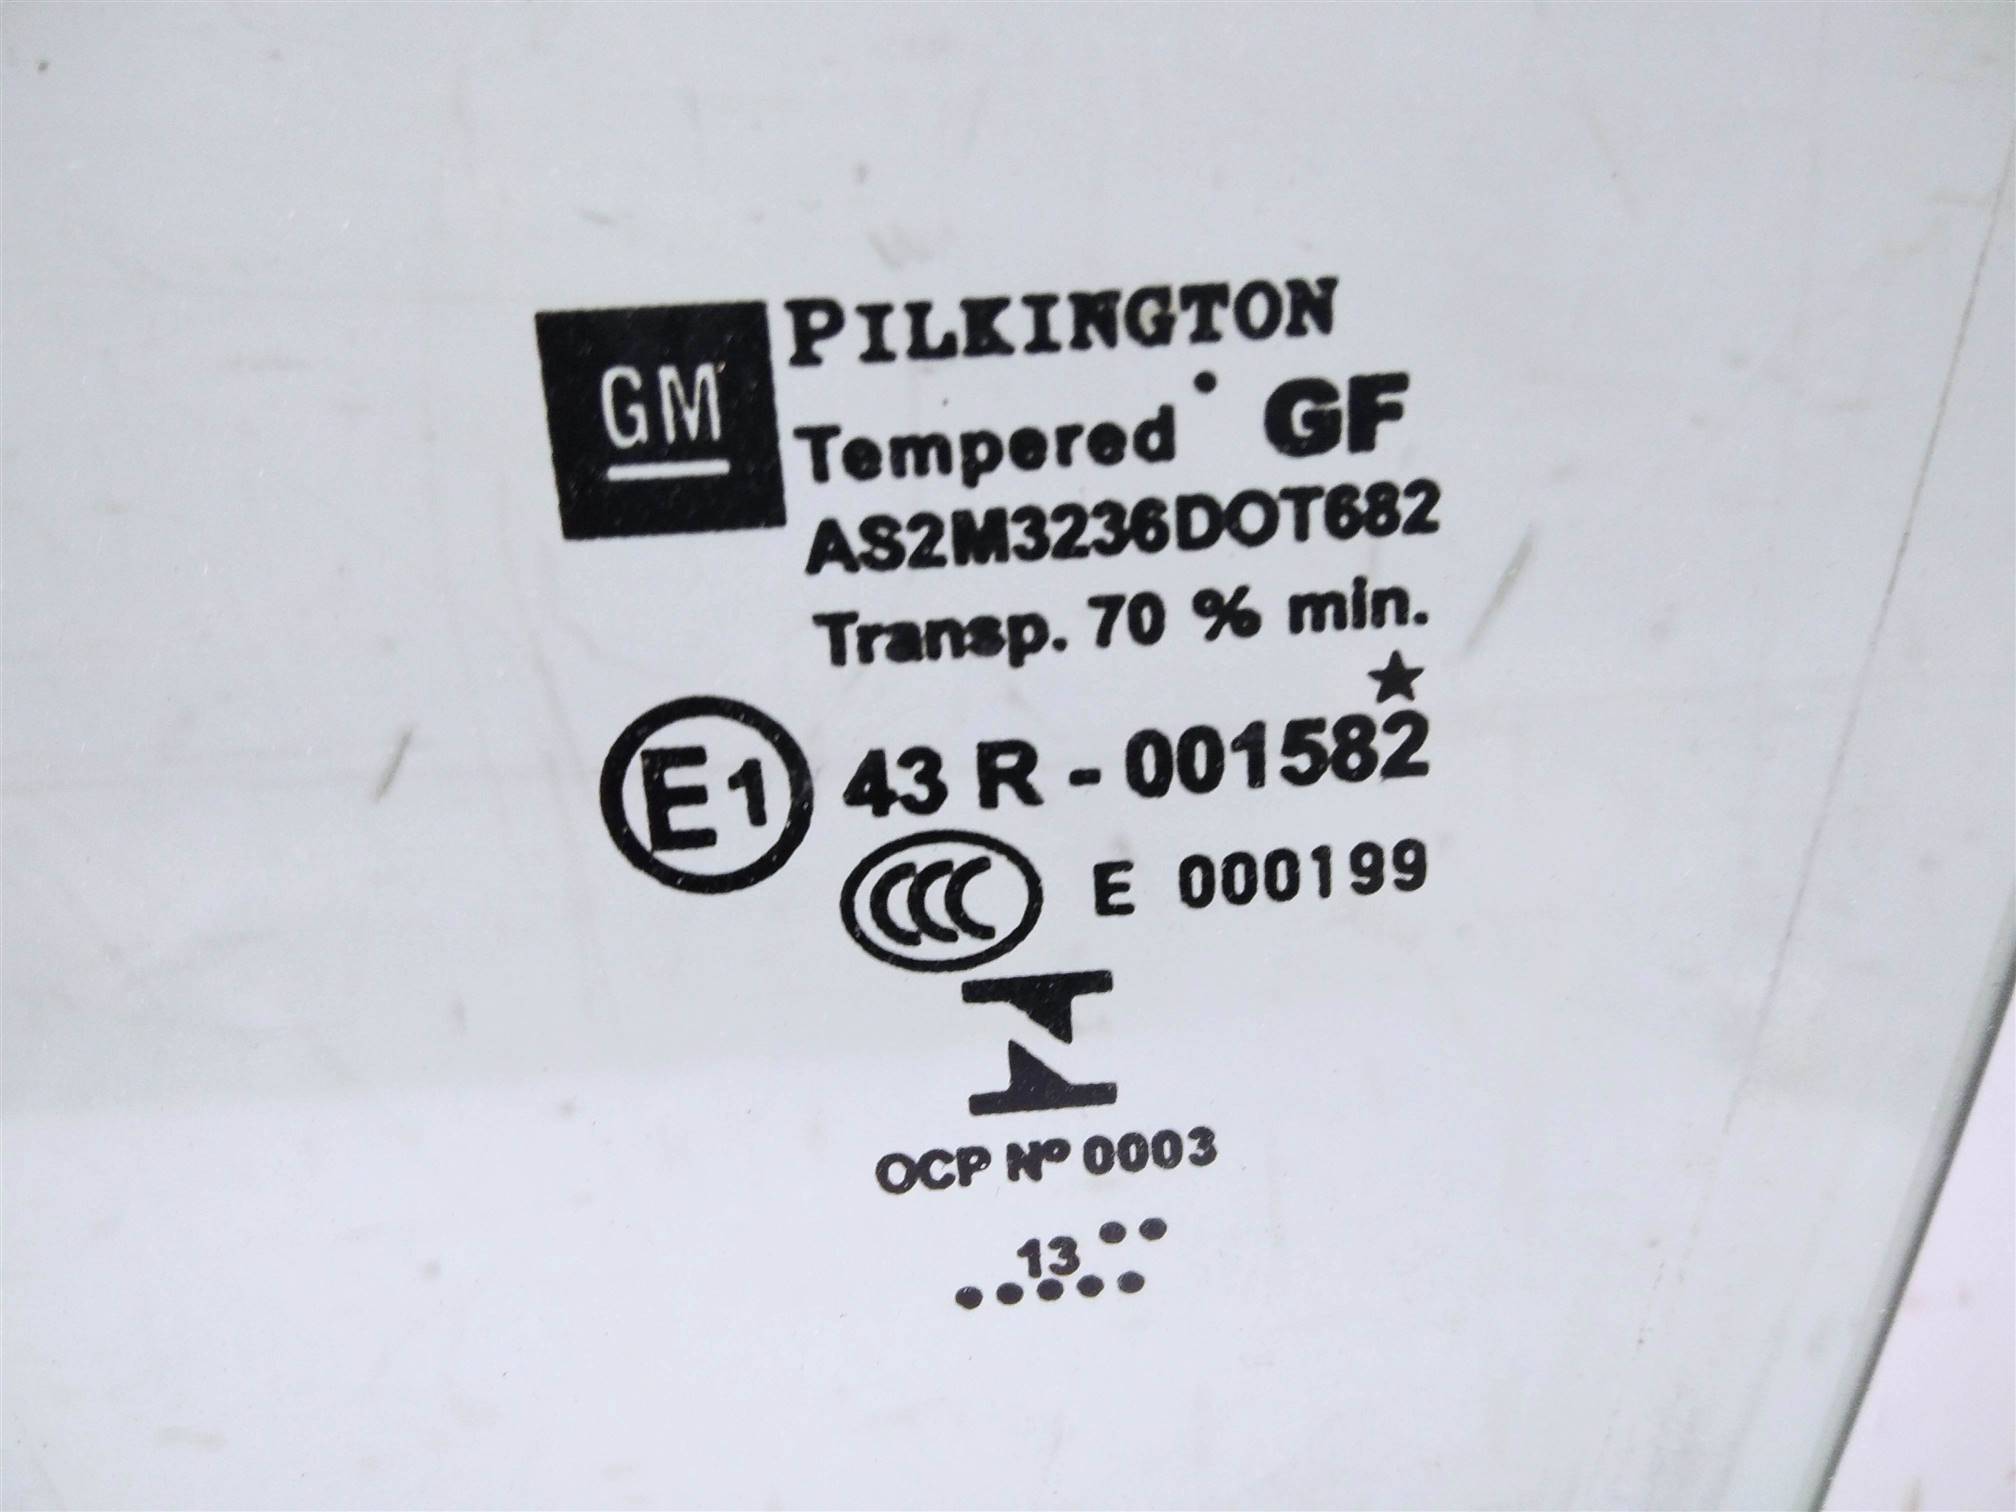 GM
PILKINGTON
Tempered GF
AS2M3236DOT682
Transp. 70 % min.
E1 43 R - 001582
CCC E 000199
OCP Nº 0003
13